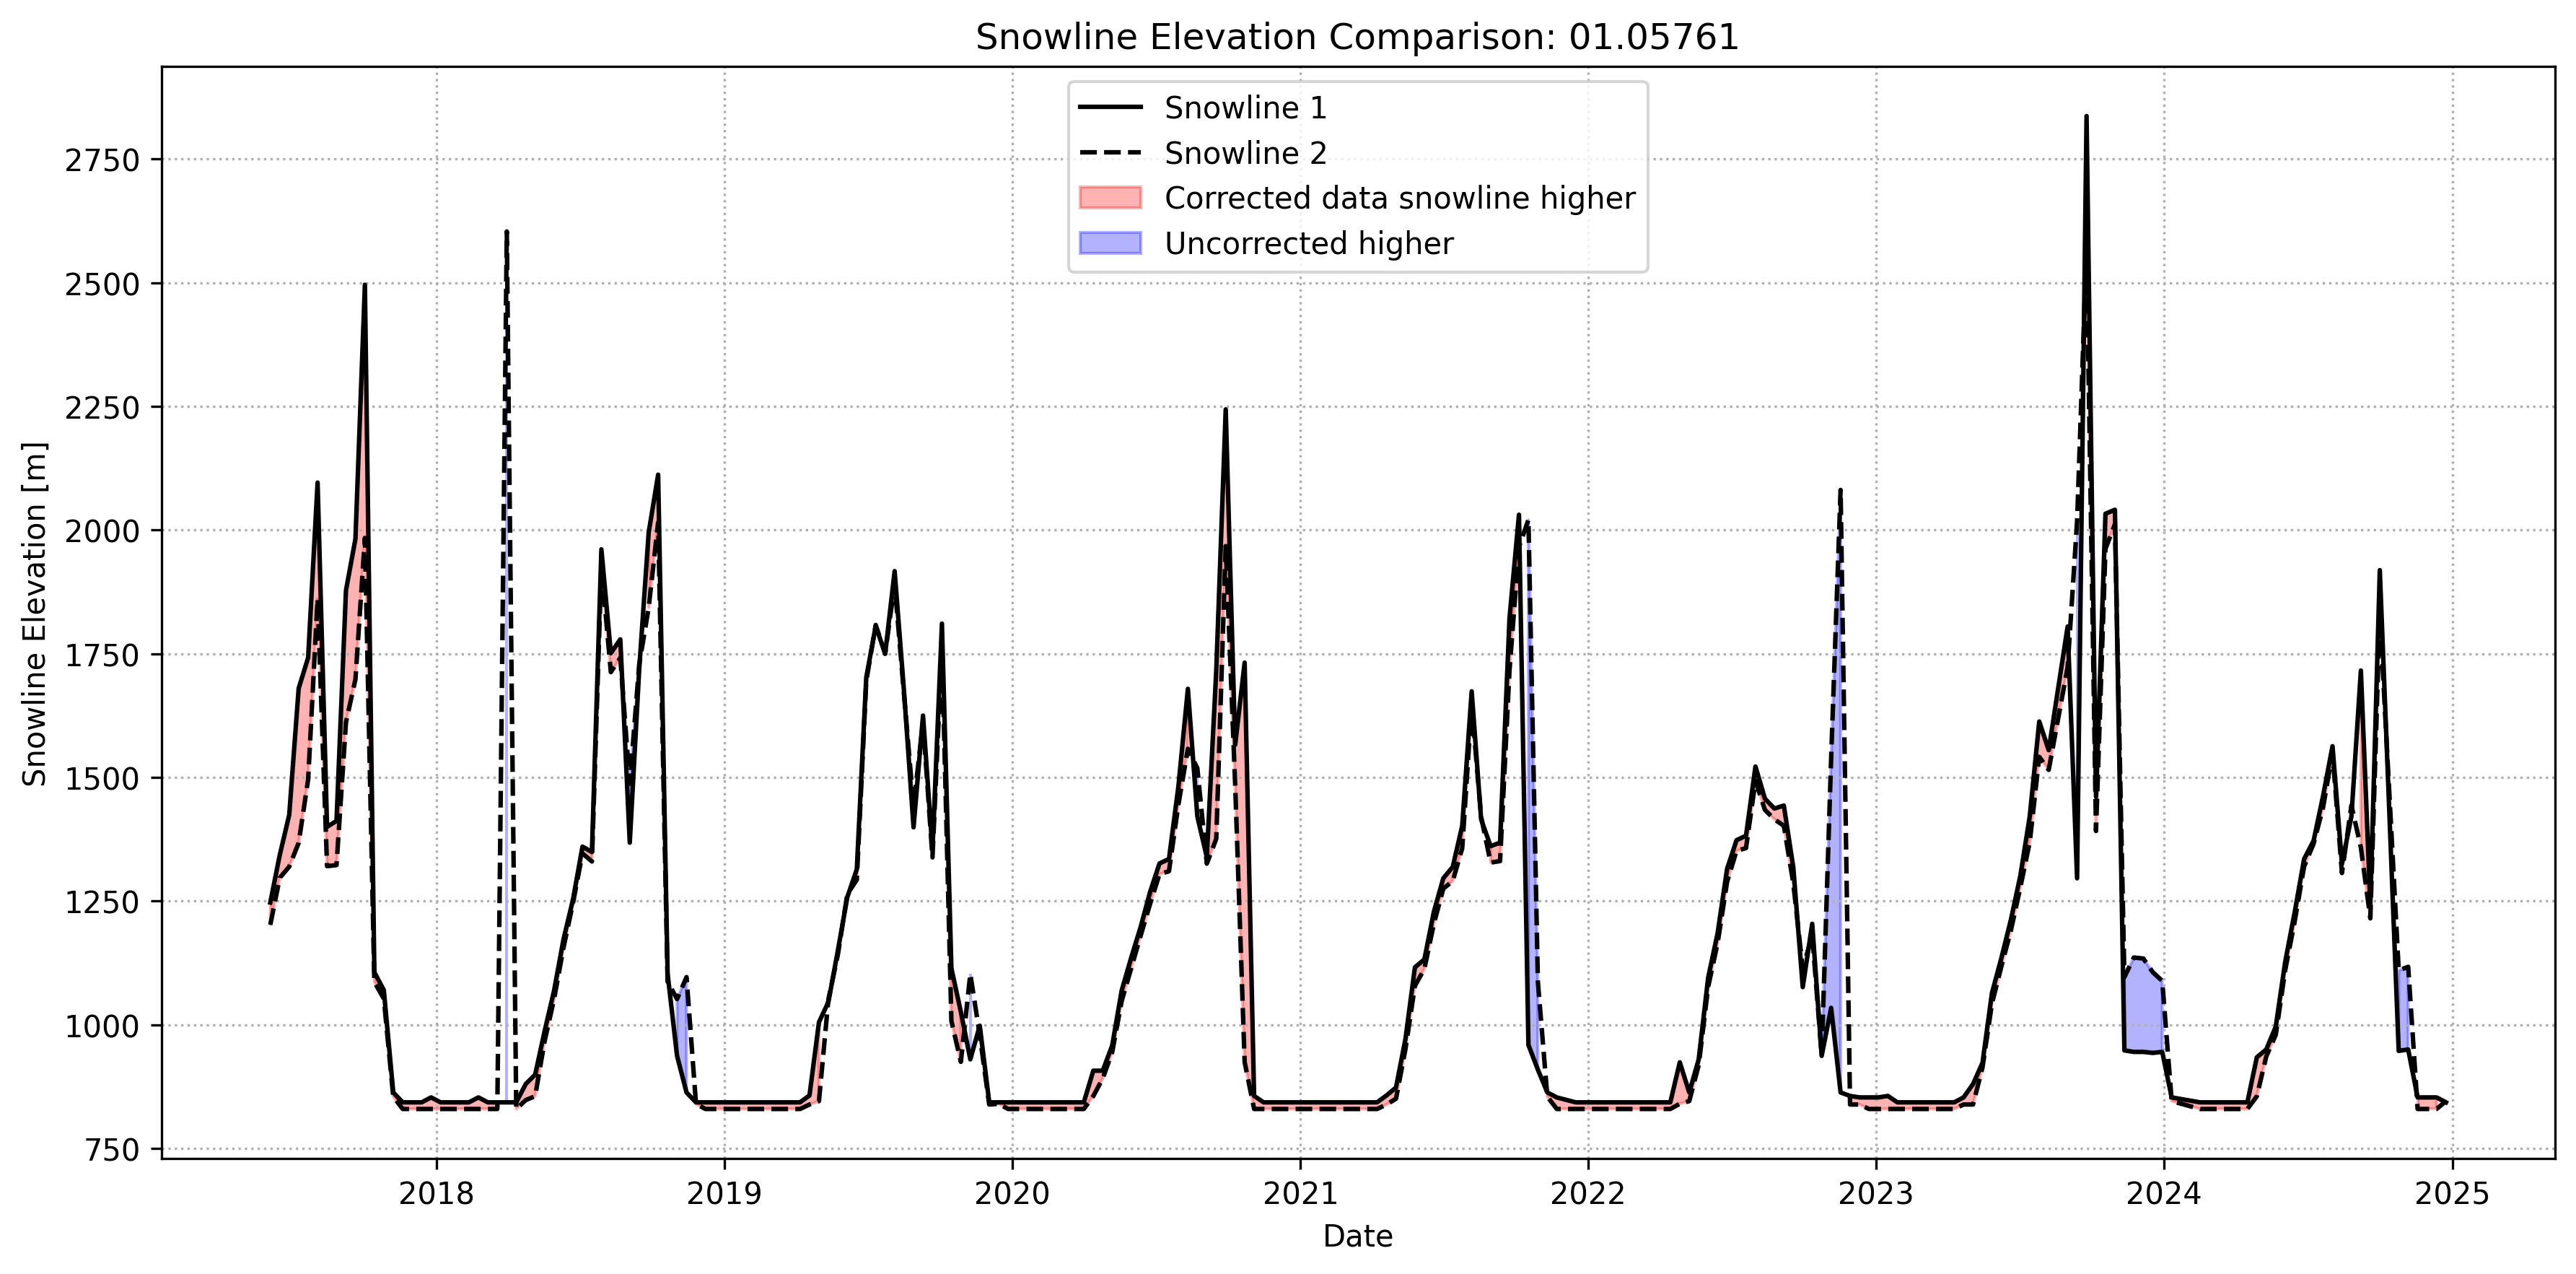 Snowline Elevation Comparison: 01.05761
Snowline 1
Snowline 2
Corrected data snowline higher
Uncorrected higher
Snowline Elevation [m]
2750
2500
2250
2000
1750
1500
1250
1000
750
2018 2019 2020 2021 2022 2023 2024 2025
Date